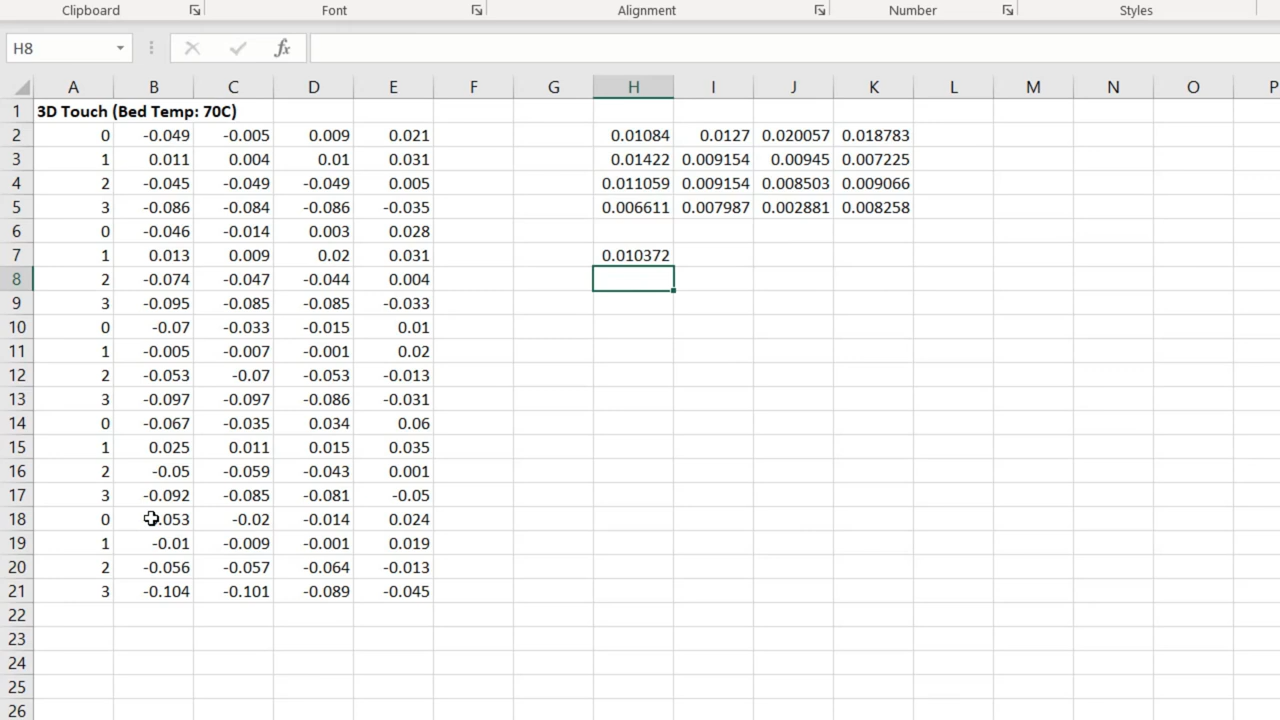 Clipboard Font Alignment Number Styles
H8 fx
A B C D E F G H I J K L M N O P
1 3D Touch (Bed Temp: 70C)
2 0 -0.049 -0.005 0.009 0.021 0.01084 0.0127 0.020057 0.018783
3 1 0.011 0.004 0.01 0.031 0.01422 0.009154 0.00945 0.007225
4 2 -0.045 -0.049 -0.049 0.005 0.011059 0.009154 0.008503 0.009066
5 3 -0.086 -0.084 -0.086 -0.035 0.006611 0.007987 0.002881 0.008258
6 0 -0.046 -0.014 0.003 0.028
7 1 0.013 0.009 0.02 0.031 0.010372
8 2 -0.074 -0.047 -0.044 0.004
9 3 -0.095 -0.085 -0.085 -0.033
10 0 -0.07 -0.033 -0.015 0.01
11 1 -0.005 -0.007 -0.001 0.02
12 2 -0.053 -0.07 -0.053 -0.013
13 3 -0.097 -0.097 -0.086 -0.031
14 0 -0.067 -0.035 0.034 0.06
15 1 0.025 0.011 0.015 0.035
16 2 -0.05 -0.059 -0.043 0.001
17 3 -0.092 -0.085 -0.081 -0.05
18 0 -0.02 -0.014 0.024
19 1 -0.01 -0.009 -0.001 0.019
20 2 -0.056 -0.057 -0.064 -0.013
21 3 -0.104 -0.101 -0.089 -0.045
22
23
24
25
26